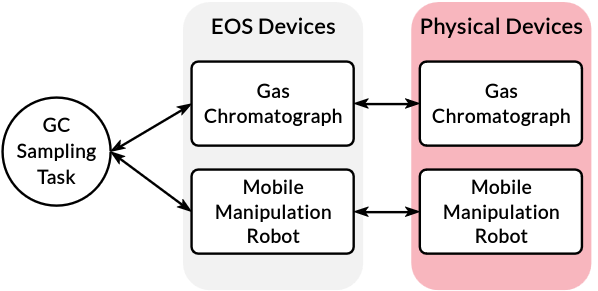 EOS Devices
Physical Devices
GC
Sampling
Task
Gas
Chromatograph
Gas
Chromatograph
Mobile
Manipulation
Robot
Mobile
Manipulation
Robot